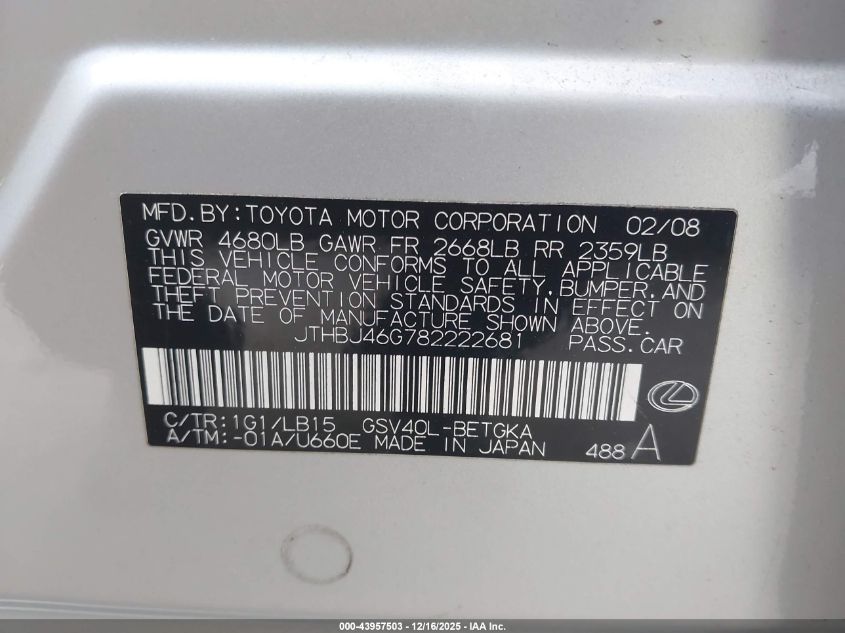 MFD.BY:TOYOTA MOTOR CORPORATION 02/08
GVWR 4680LB GAWR FR 2668LB RR 2359LB
THIS VEHICLE CONFORMS TO ALL APPLICABLE
FEDERAL MOTOR VEHICLE SAFETY,BUMPER,AND
THEFT PREVENTION STANDARDS IN EFFECT ON
THE DATE OF MANUFACTURE SHOWN ABOVE.
JTHBJ46G782222681 PASS.CAR
C/TR:1G1/LB15 GSV40L-BETGKA
A/TM:-01A/U660E MADE IN JAPAN 488 A
000-43957503 - 12/16/2025 - IAA Inc.